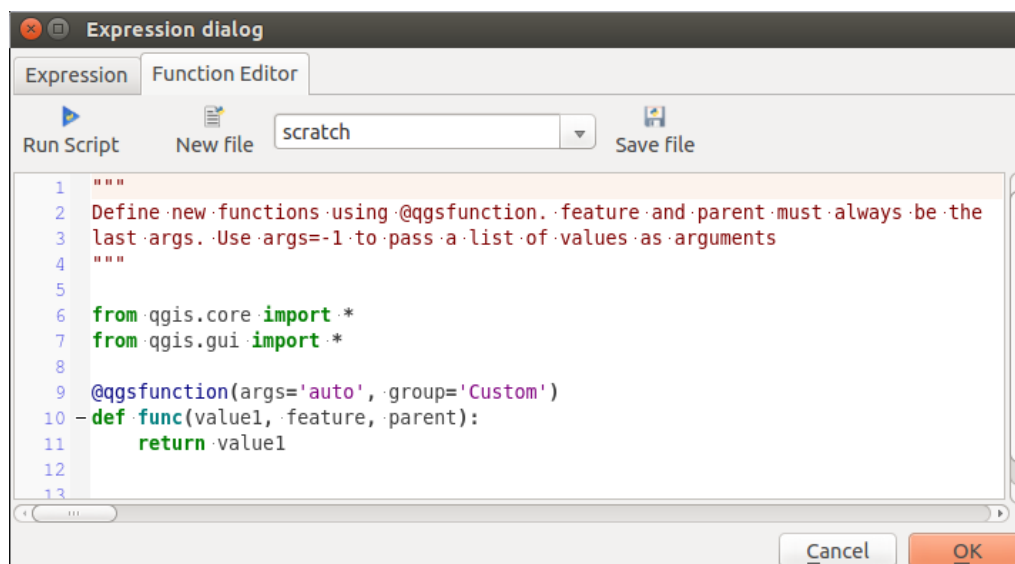 Expression dialog
Expression Function Editor
Run Script New file scratch Save file
1 """
2 Define new functions using @qgsfunction. feature and parent must always be the
3 last args. Use args=-1 to pass a list of values as arguments
4 """
5
6 from qgis.core import *
7 from qgis.gui import *
8
9 @qgsfunction(args='auto', group='Custom')
10 def func(value1, feature, parent):
11 return value1
12
13
Cancel OK